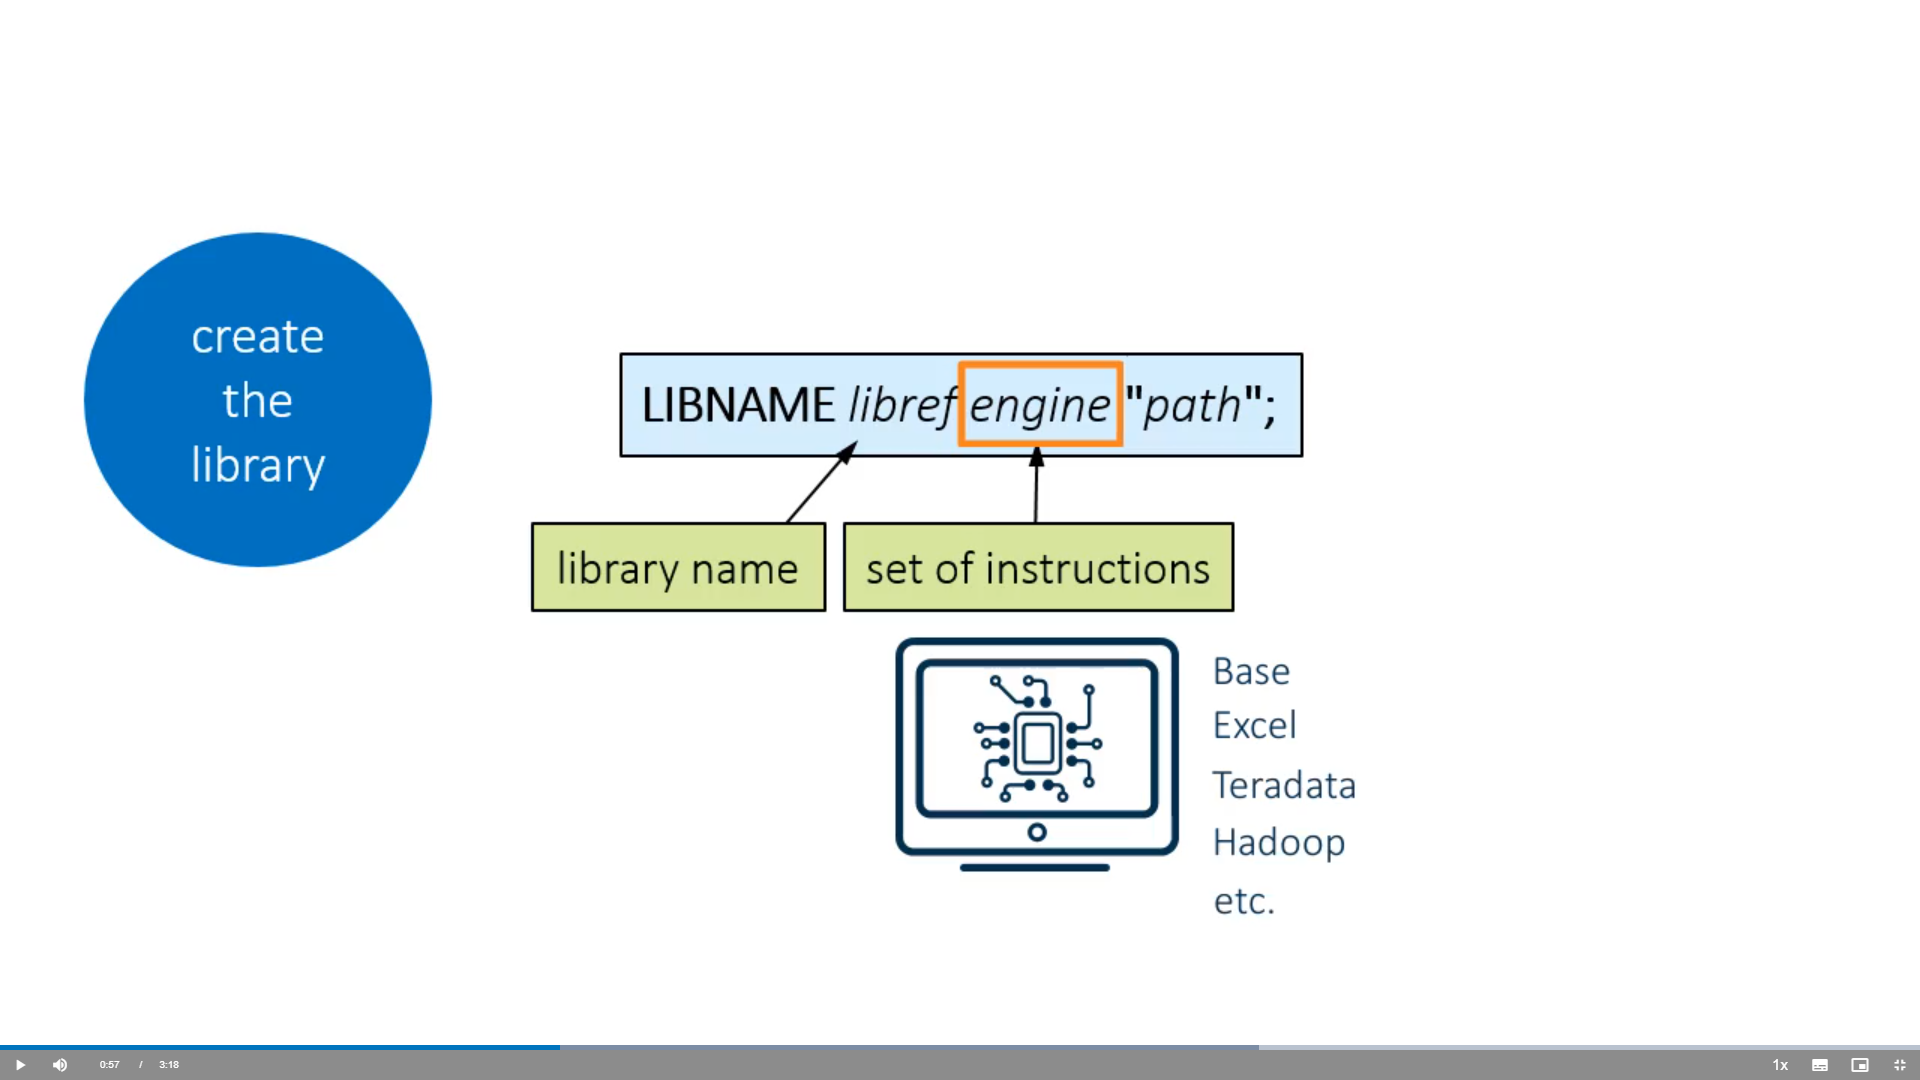 create
the
library
LIBNAME libref engine "path";
library name
set of instructions
Base
Excel
Teradata
Hadoop
etc.
0:57 / 3:18
1x